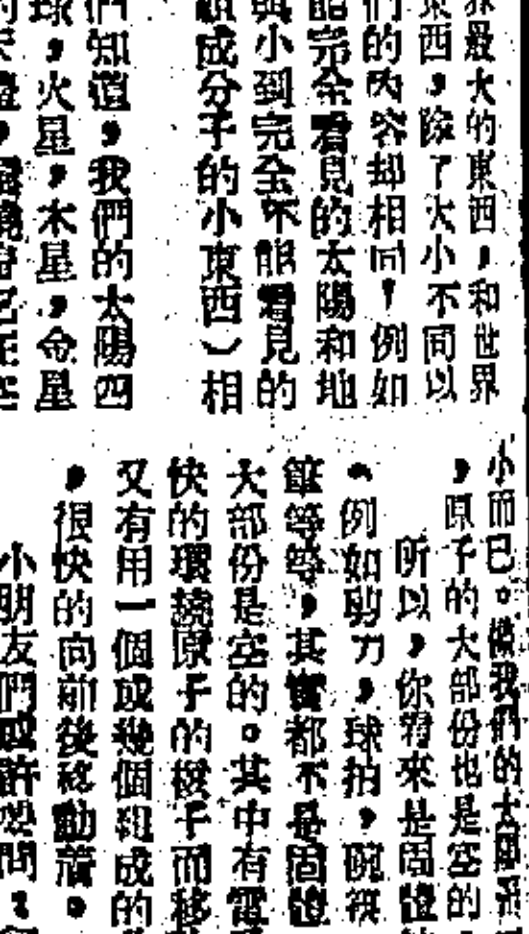 界最大的東西，和世界
東西，除了大小不同以
們的內容却相同，例如
能完全看見的太陽和地
與小到完全不能看見的
組成分子的小東西）相
們知道，我們的太陽四
球，火星，木星，金星
小而已。像我們的太陽系
，原子的大部份也是空的
所以，你看來是固體
（例如剪刀，球拍，碗筷
筆等等，其實都不是固體
大部份是空的。其中有電
快的環繞原子的核子而移
又有用一個或幾個組成的
，很快的向前後移動着。
小朋友們或許想問：